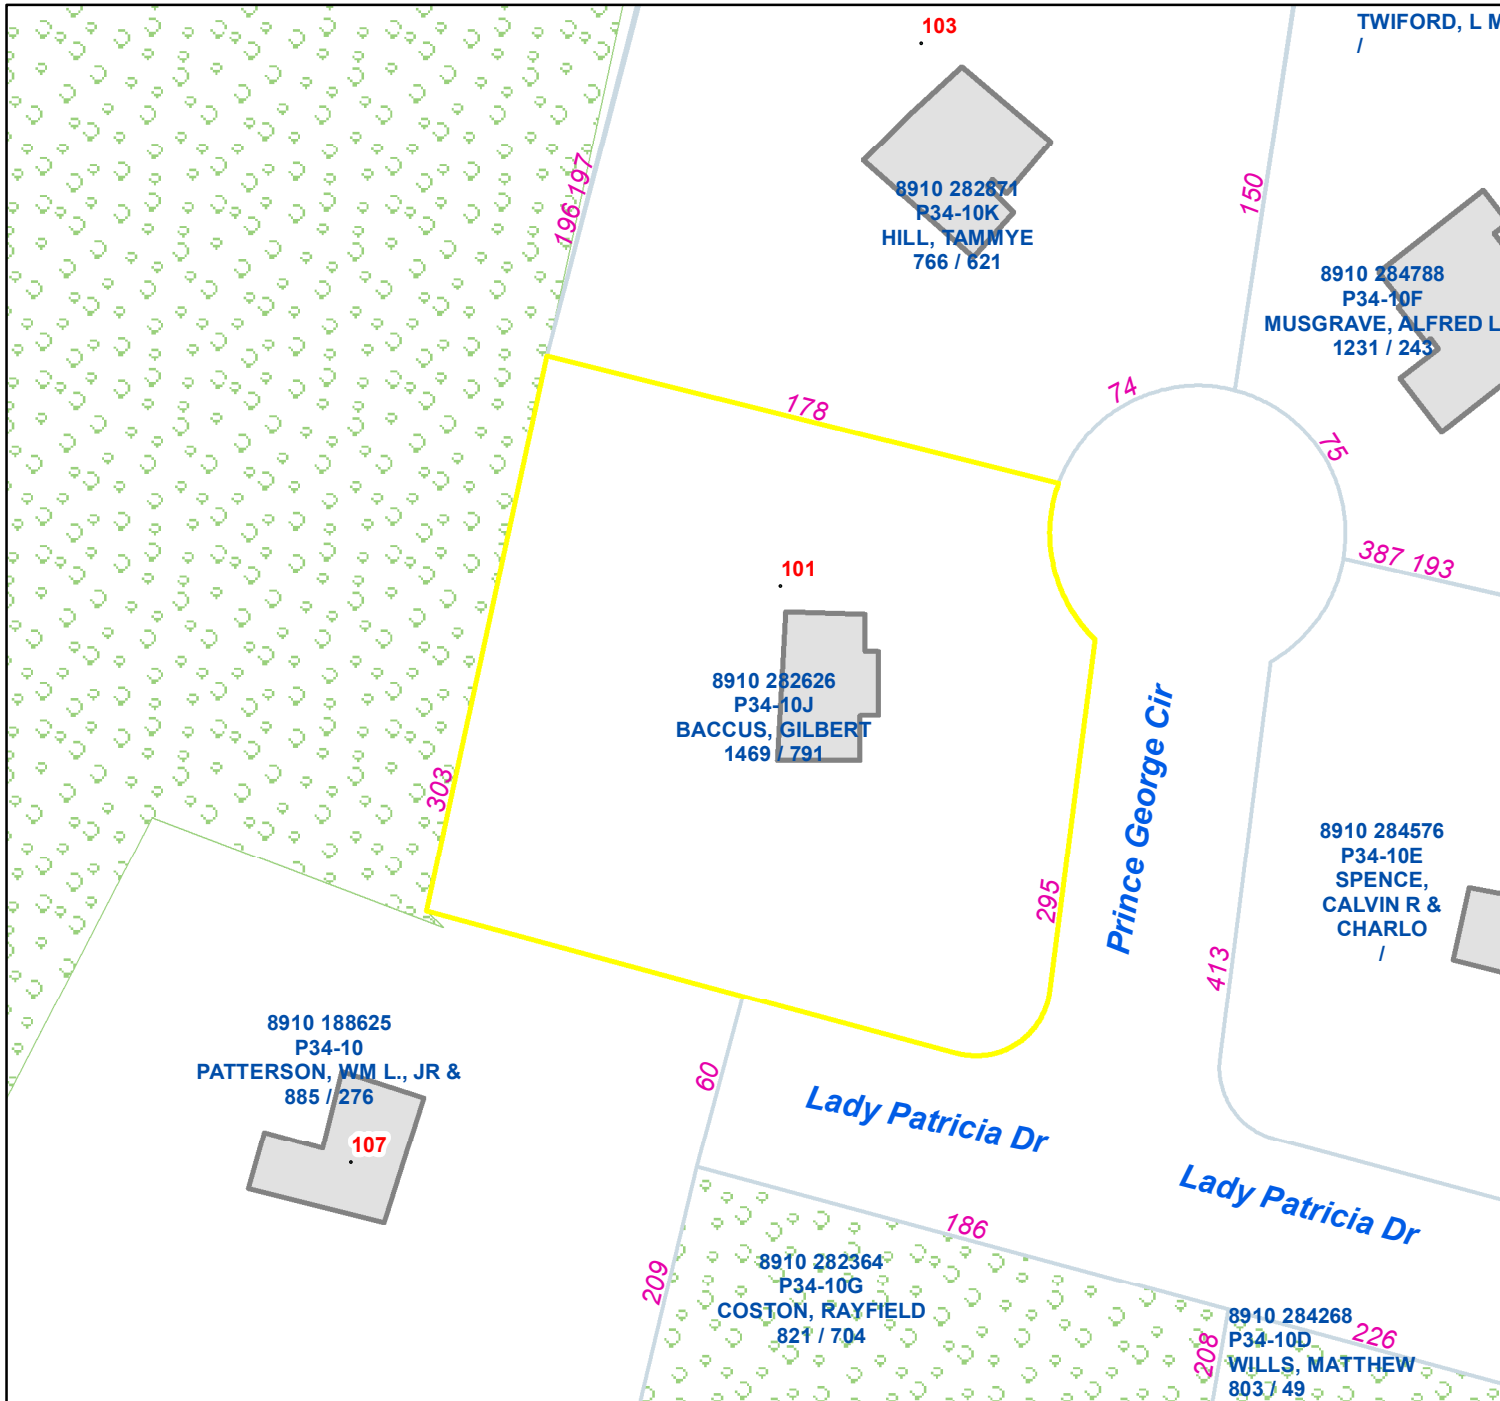 103
TWIFORD, L M
/
196 197
150
8910 282871
P34-10K
HILL, TAMMYE
766 / 621
8910 284788
P34-10F
MUSGRAVE, ALFRED L
1231 / 243
178
74
75
387 193
101
8910 282626
P34-10J
BACCUS, GILBERT
1469 / 791
303
295
Prince George Cir
413
8910 284576
P34-10E
SPENCE,
CALVIN R &
CHARLO
/
8910 188625
P34-10
PATTERSON, WM L., JR &
885 / 276
107
60
Lady Patricia Dr
Lady Patricia Dr
186
209
8910 282364
P34-10G
COSTON, RAYFIELD
821 / 704
208
8910 284268
P34-10D
WILLS, MATTHEW
803 / 49
226